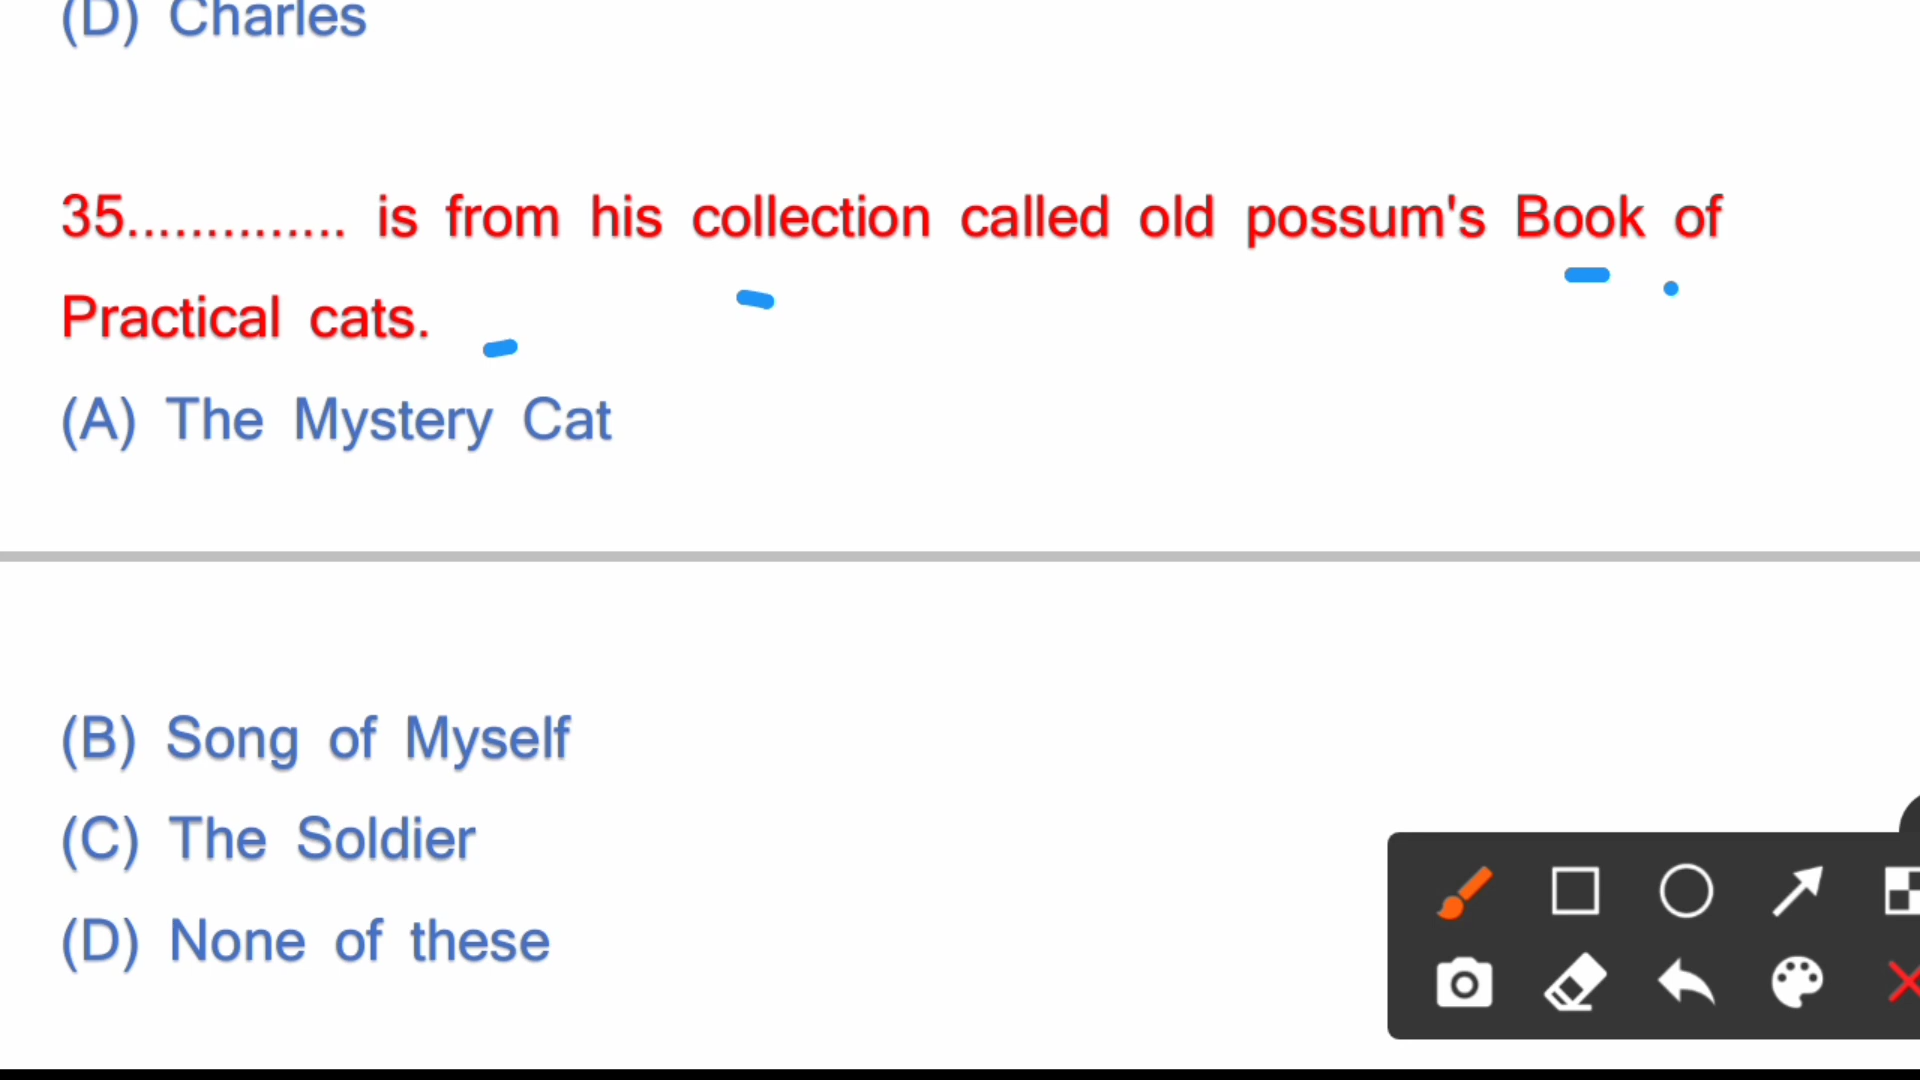 (D) Charles
35.............. is from his collection called old possum's Book of
Practical cats.
(A) The Mystery Cat
(B) Song of Myself
(C) The Soldier
(D) None of these